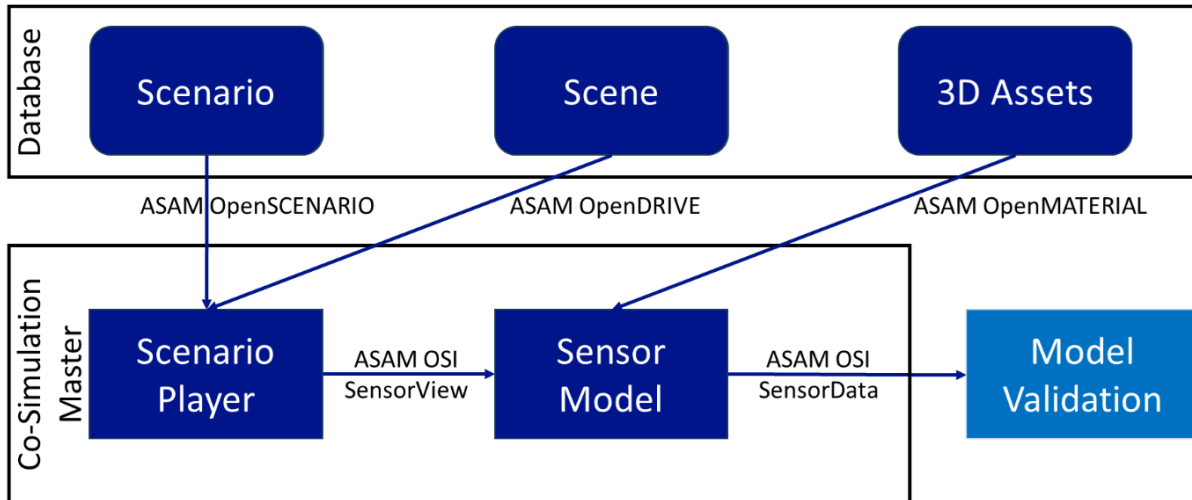 Database
Scenario
Scene
3D Assets
ASAM OpenSCENARIO
ASAM OpenDRIVE
ASAM OpenMATERIAL
Co-Simulation
Master
Scenario
Player
ASAM OSI
SensorView
Sensor
Model
ASAM OSI
SensorData
Model
Validation